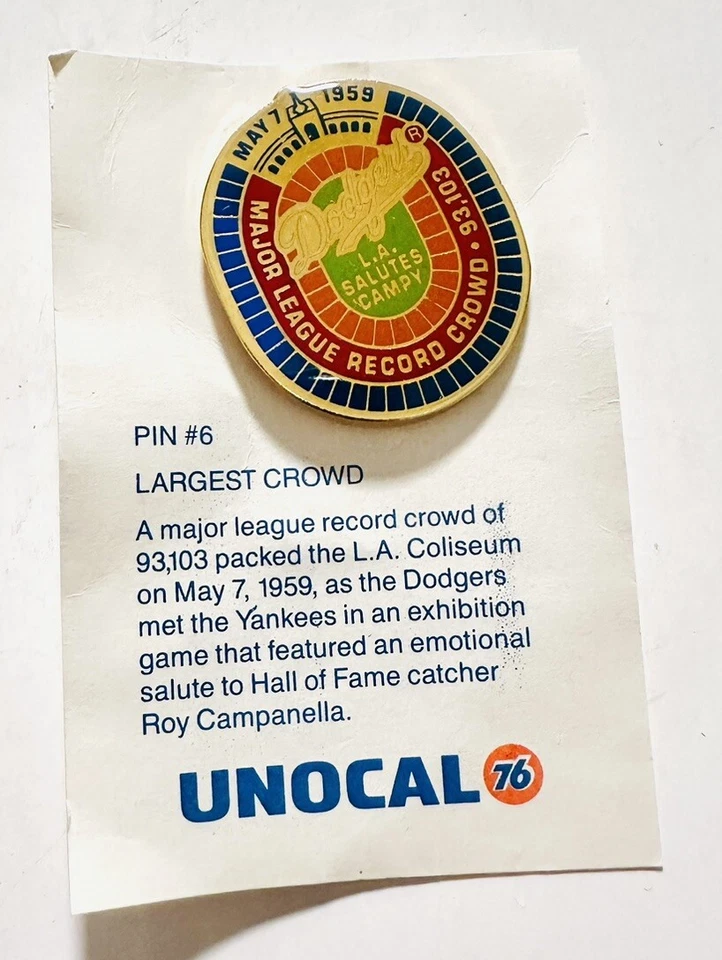 MAY 7 1959
Dodgers®
MAJOR LEAGUE RECORD CROWD • 93,103
L.A.
SALUTES
CAMPY
PIN #6
LARGEST CROWD
A major league record crowd of
93,103 packed the L.A. Coliseum
on May 7, 1959, as the Dodgers
met the Yankees in an exhibition
game that featured an emotional
salute to Hall of Fame catcher
Roy Campanella.
UNOCAL 76